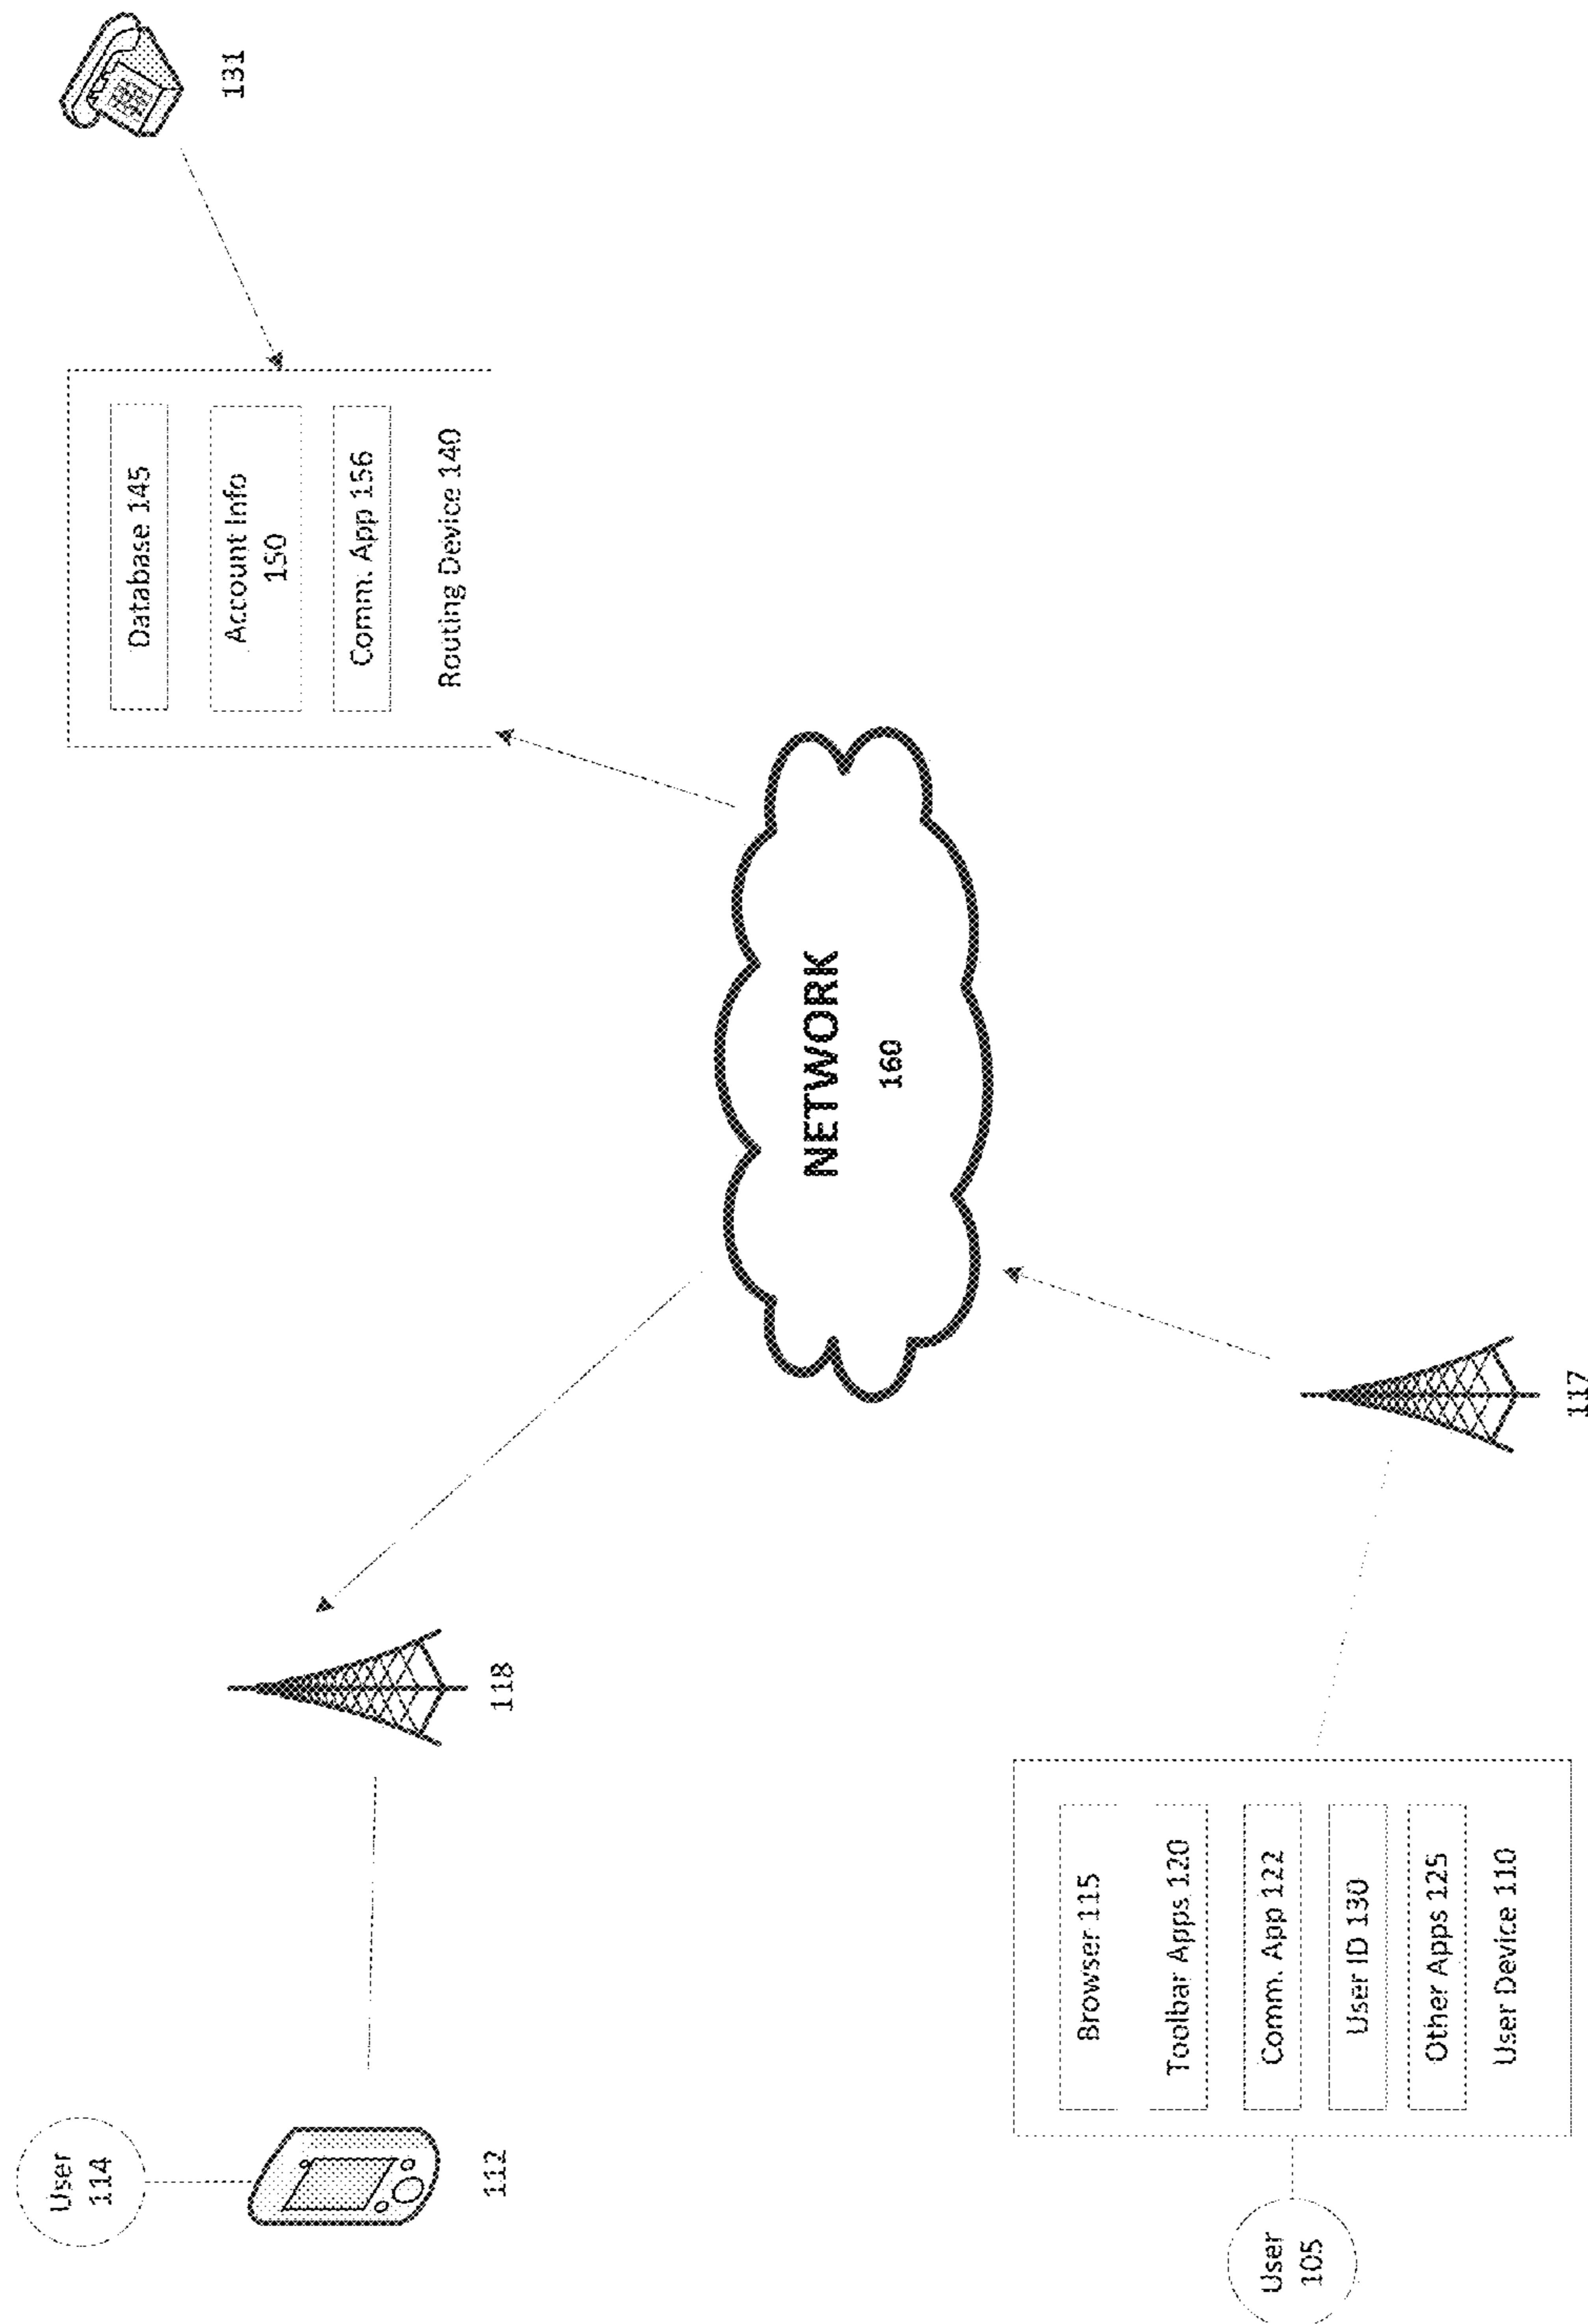 User
114
112
118
Database 145
Account Info
150
Comm. App 156
Routing Device 140
131
NETWORK
160
User
105
Browser 115
Toolbar Apps 120
Comm. App 122
User ID 130
Other Apps 125
User Device 110
117